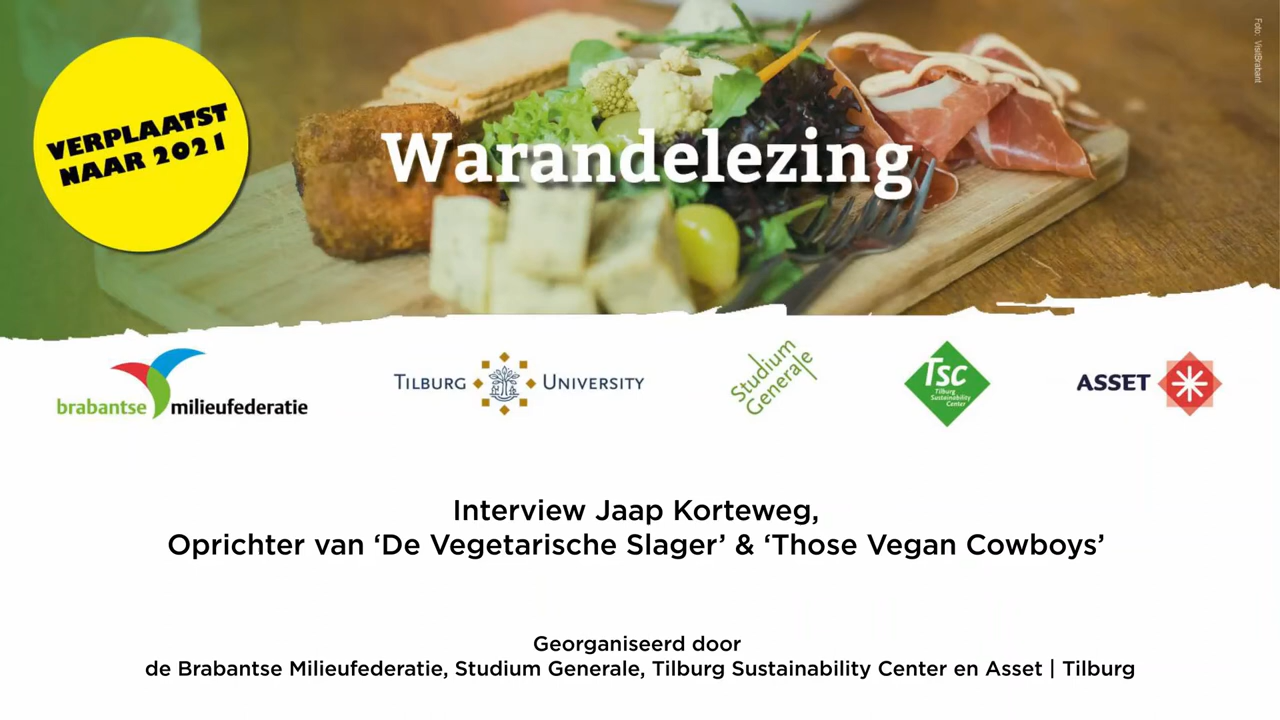 Foto: VisitBrabant
VERPLAATST
NAAR 2021
Warandelezing
brabantse milieufederatie
TILBURG UNIVERSITY
Studium
Generale
TSC
Tilburg
Sustainability
Center
ASSET
Interview Jaap Korteweg,
Oprichter van ‘De Vegetarische Slager’ & ‘Those Vegan Cowboys’
Georganiseerd door
de Brabantse Milieufederatie, Studium Generale, Tilburg Sustainability Center en Asset | Tilburg